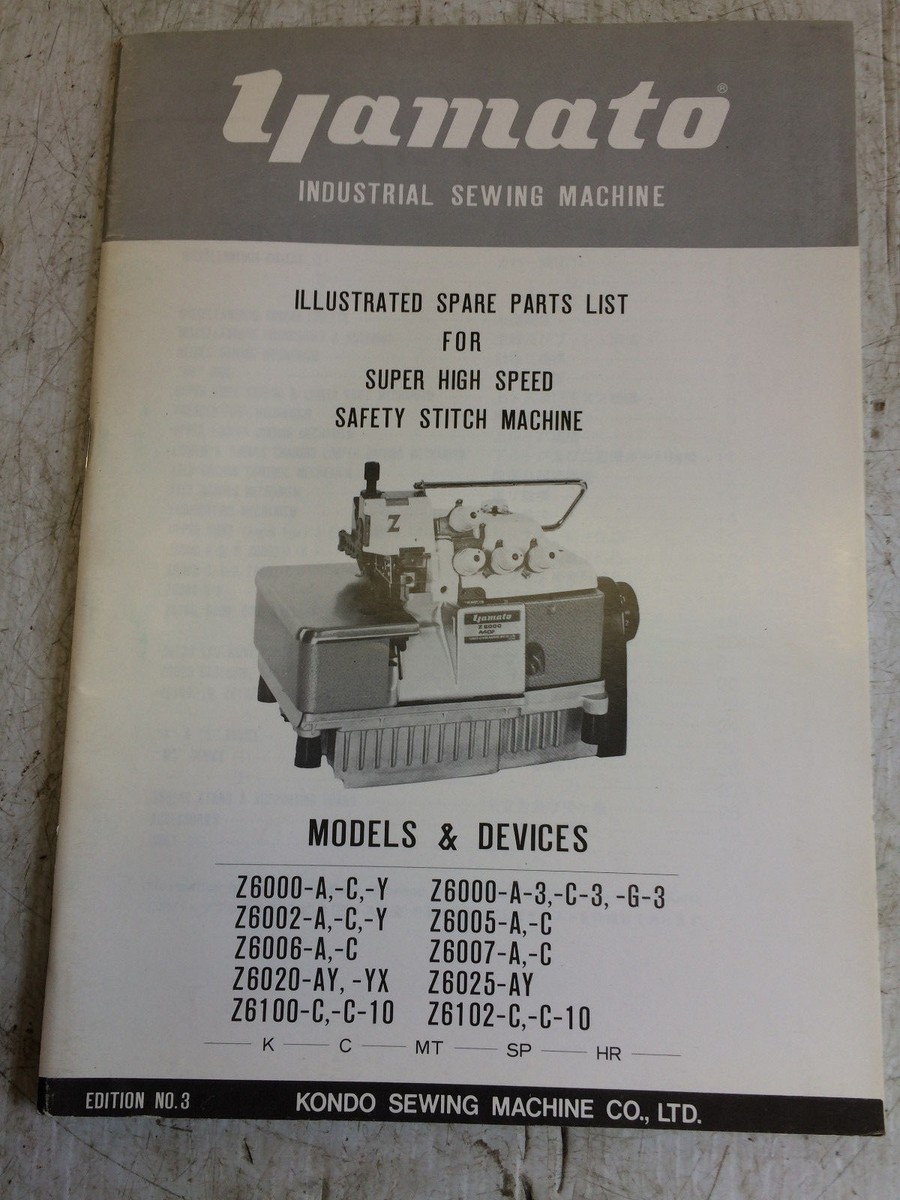 yamato®
INDUSTRIAL SEWING MACHINE
ILLUSTRATED SPARE PARTS LIST
FOR
SUPER HIGH SPEED
SAFETY STITCH MACHINE
Z
yamato
Z6000
MODELS & DEVICES
Z6000-A,-C,-Y Z6000-A-3,-C-3, -G-3
Z6002-A,-C,-Y Z6005-A,-C
Z6006-A,-C Z6007-A,-C
Z6020-AY, -YX Z6025-AY
Z6100-C,-C-10 Z6102-C,-C-10
K — C — MT — SP — HR
EDITION NO.3 KONDO SEWING MACHINE CO., LTD.